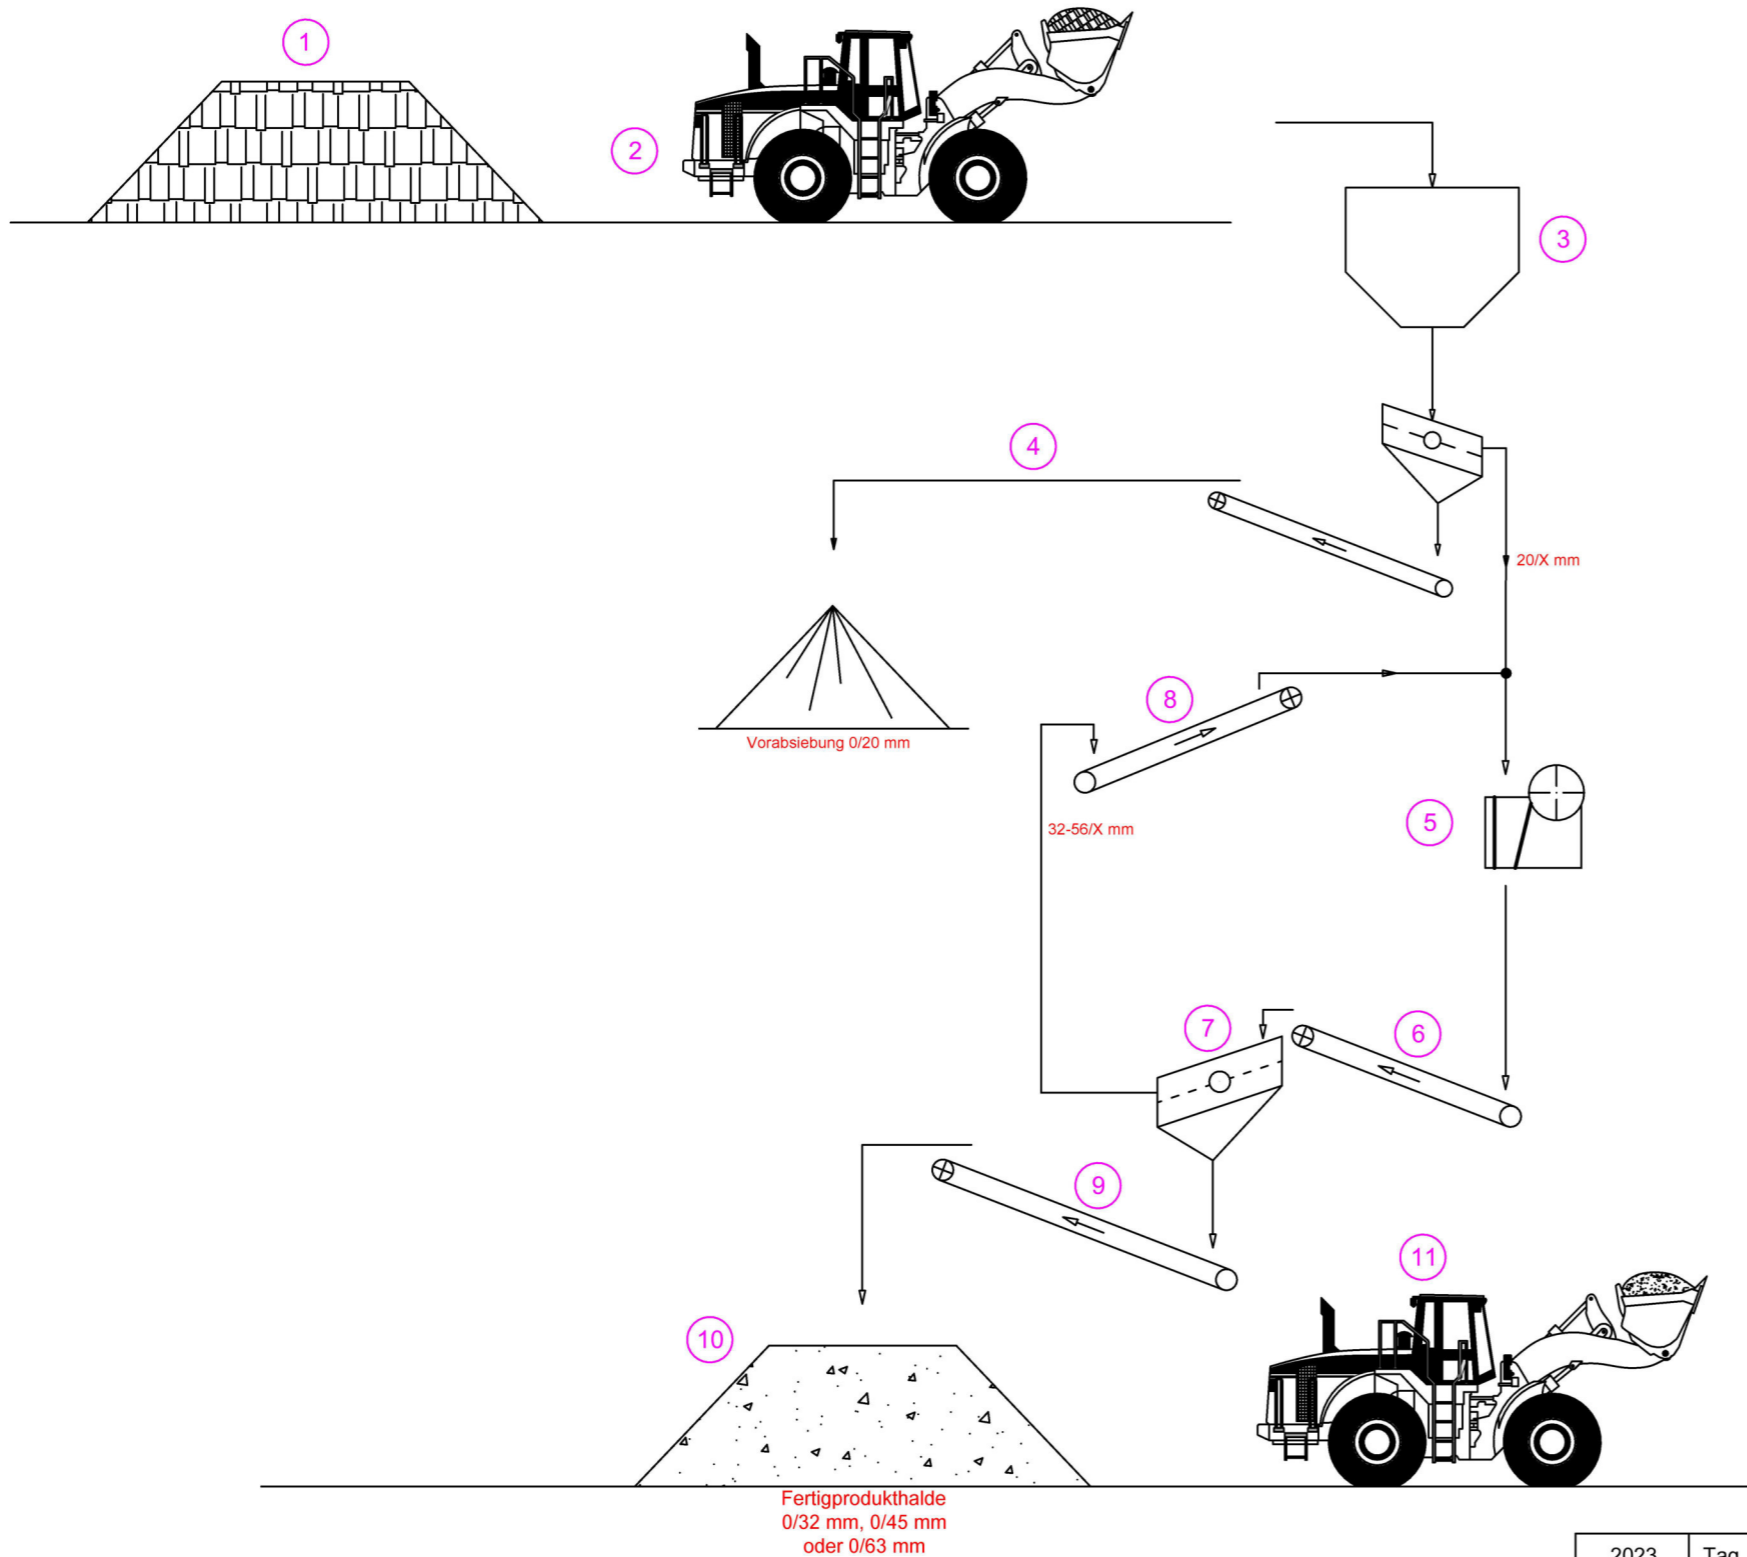 1
2
3
4
20/X mm
8
Vorabsiebung 0/20 mm
5
32-56/X mm
7
6
9
11
10
Fertigprodukthalde
0/32 mm, 0/45 mm
oder 0/63 mm
2023 Tag